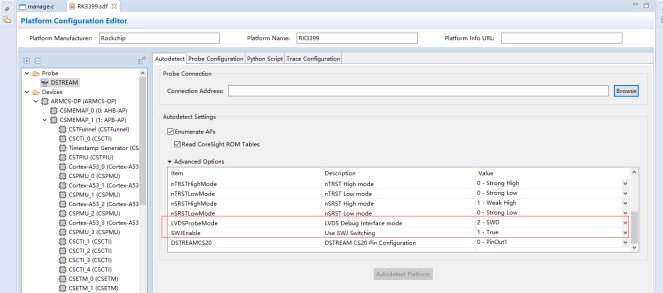 manage.c RK3399.sdf
Platform Configuration Editor
Platform Manufacturer: Rockchip Platform Name: RK3399 Platform Info URL:
Autodetect Probe Configuration Python Script Trace Configuration
Probe
DSTREAM
Devices
ARMCS-DP (ARMCS-DP)
CSMEMAP_0 (0: AHB-AP)
CSMEMAP_1 (1: APB-AP)
CSTFunnel (CSTFunnel)
CSCTI_0 (CSCTI)
Timestamp Generator (CS
CSTPIU (CSTPIU)
Cortex-A53_0 (Cortex-A53
CSPMU_0 (CSPMU)
Cortex-A53_1 (Cortex-A53
CSPMU_1 (CSPMU)
Cortex-A53_2 (Cortex-A53
CSPMU_2 (CSPMU)
Cortex-A53_3 (Cortex-A53
CSPMU_3 (CSPMU)
CSCTI_1 (CSCTI)
CSCTI_2 (CSCTI)
CSCTI_3 (CSCTI)
CSCTI_4 (CSCTI)
CSETM_0 (CSETM)
CSETM_1 (CSETM)
Probe Connection
Connection Address: Browse
Autodetect Settings
Enumerate APs
Read CoreSight ROM Tables
Advanced Options
Item Description Value
nTRSTHighMode nTRST High mode 0 - Strong High
nTRSTLowMode nTRST Low mode 0 - Strong Low
nSRSTHighMode nSRST High mode 1 - Weak High
nSRSTLowMode nSRST Low mode 0 - Strong Low
LVDSProbeMode LVDS Debug Interface mode 2 - SWD
SWJEnable Use SWJ Switching 1 - True
DSTREAMCS20 DSTREAM CS20 Pin Configuration 0 - PinOut1
Autodetect Platform